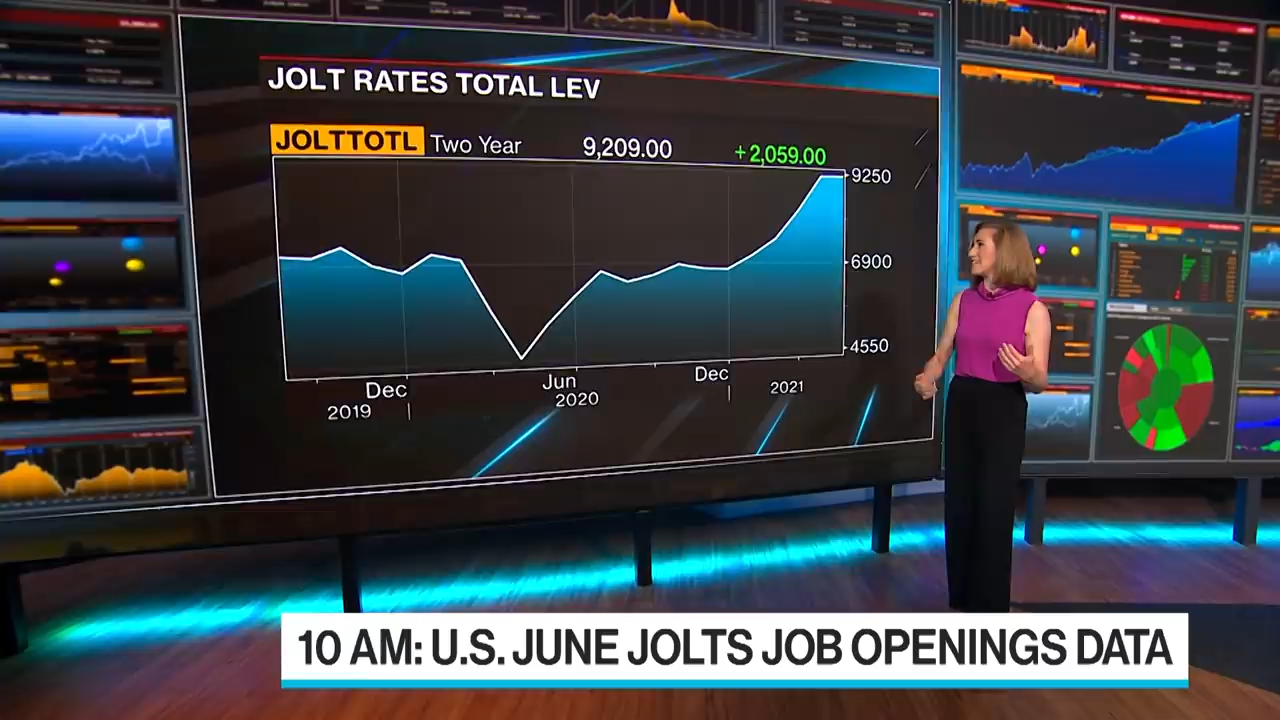 JOLT RATES TOTAL LEV
JOLTTOTL Two Year 9,209.00 +2,059.00
9250
6900
4550
Dec Jun Dec
2019 2020 2021
10 AM: U.S. JUNE JOLTS JOB OPENINGS DATA